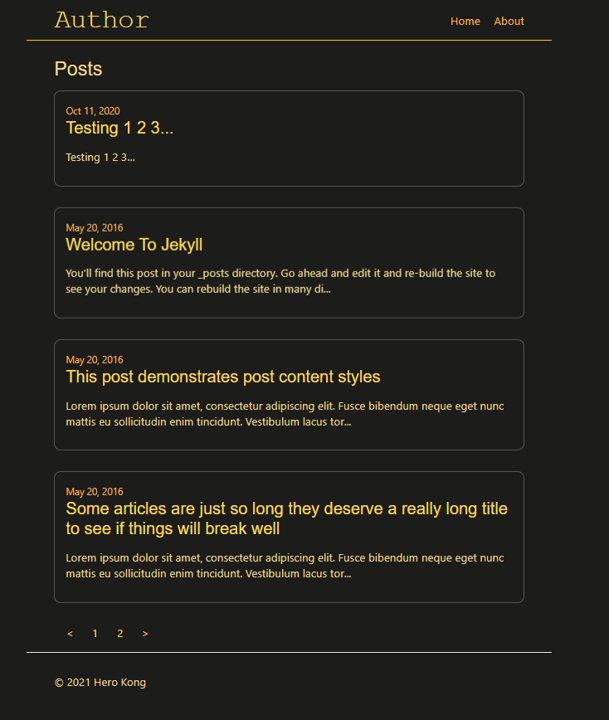 Author
Home About
Posts
Oct 11, 2020
Testing 1 2 3...
Testing 1 2 3...
May 20, 2016
Welcome To Jekyll
You'll find this post in your _posts directory. Go ahead and edit it and re-build the site to
see your changes. You can rebuild the site in many di...
May 20, 2016
This post demonstrates post content styles
Lorem ipsum dolor sit amet, consectetur adipiscing elit. Fusce bibendum neque eget nunc
mattis eu sollicitudin enim tincidunt. Vestibulum lacus tor...
May 20, 2016
Some articles are just so long they deserve a really long title
to see if things will break well
Lorem ipsum dolor sit amet, consectetur adipiscing elit. Fusce bibendum neque eget nunc
mattis eu sollicitudin enim tincidunt. Vestibulum lacus tor...
< 1 2 >
© 2021 Hero Kong